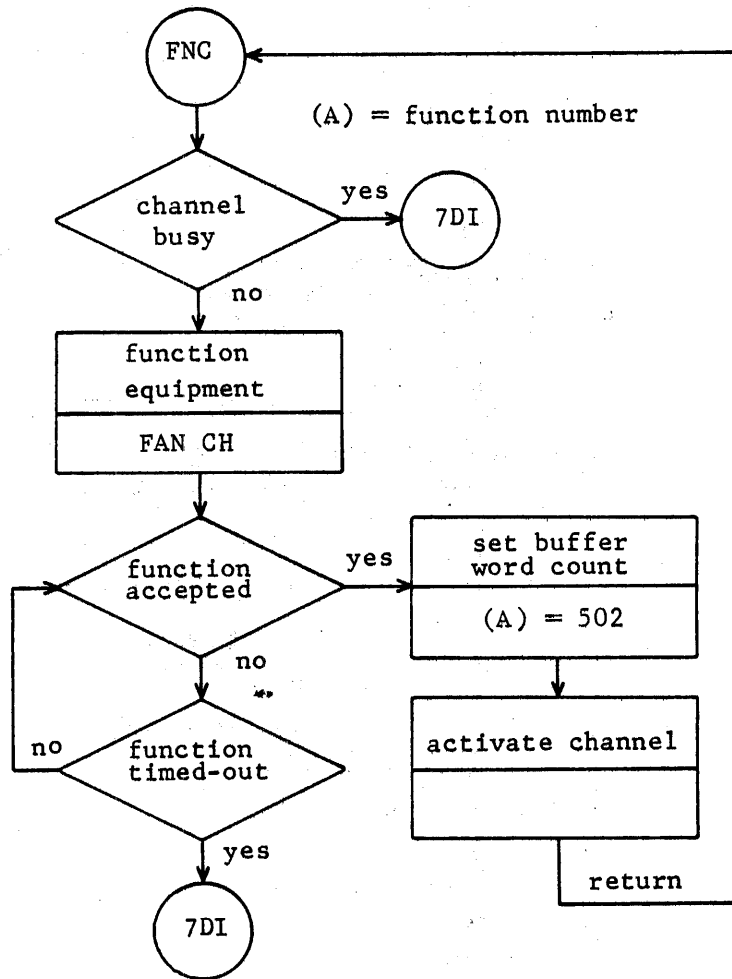 FNC
(A) = function number
channel
busy
yes
7DI
no
function
equipment
FAN CH
function
accepted
yes
set buffer
word count
(A) = 502
no
activate channel
function
timed-out
no
yes
return
7DI